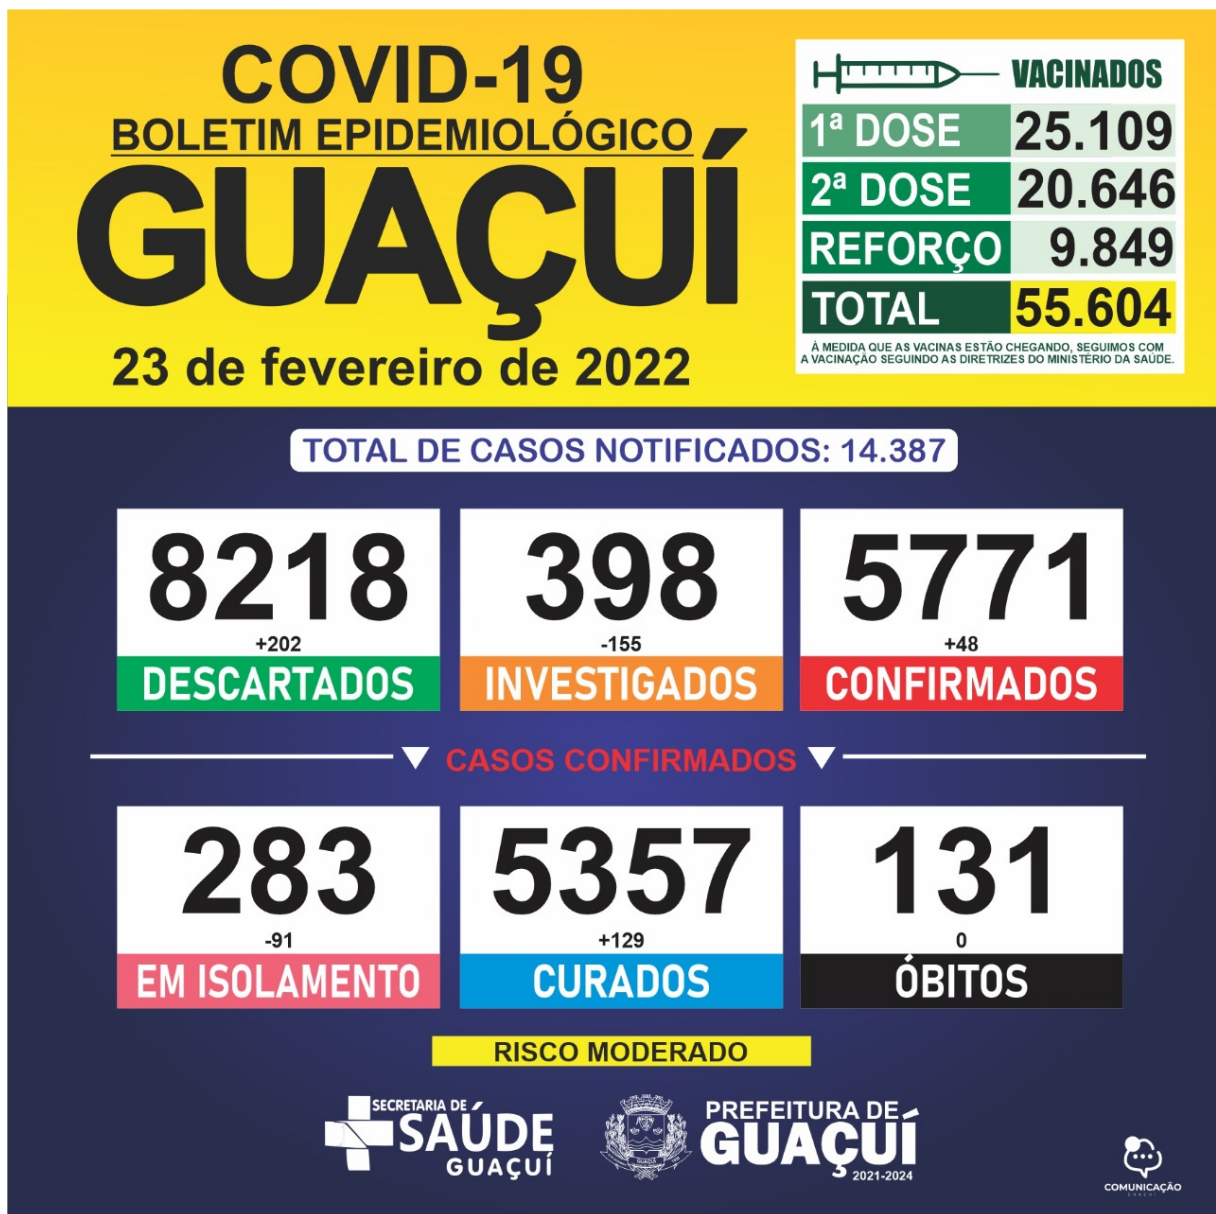 COVID-19
BOLETIM EPIDEMIOLÓGICO
GUAÇUÍ
23 de fevereiro de 2022
VACINADOS
1ª DOSE 25.109
2ª DOSE 20.646
REFORÇO 9.849
TOTAL 55.604
À MEDIDA QUE AS VACINAS ESTÃO CHEGANDO, SEGUIMOS COM
A VACINAÇÃO SEGUINDO AS DIRETRIZES DO MINISTÉRIO DA SAÚDE.
TOTAL DE CASOS NOTIFICADOS: 14.387
8218
+202
DESCARTADOS
398
-155
INVESTIGADOS
5771
+48
CONFIRMADOS
CASOS CONFIRMADOS
283
-91
EM ISOLAMENTO
5357
+129
CURADOS
131
0
ÓBITOS
RISCO MODERADO
SECRETARIA DE
SAÚDE
GUAÇUÍ
GUAÇUÍ
PREFEITURA DE
GUAÇUÍ
2021-2024
COMUNICAÇÃO
GUAÇUÍ